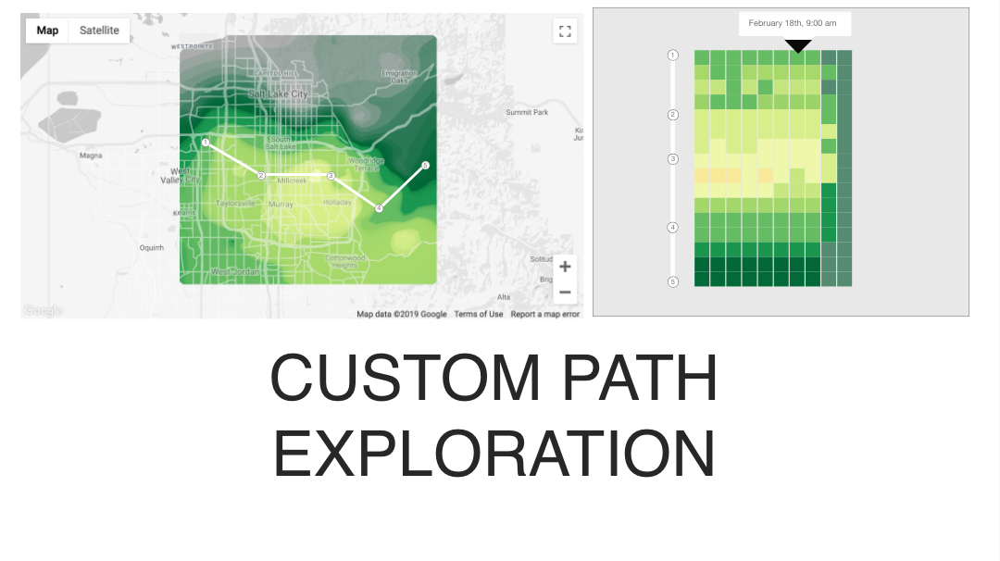 Map
Satellite
WESTPOINTE
CAPITOL HILL
Emigration
Oaks
Salt Lake City
Summit Park
South
Salt Lake
1
Magna
Woodridge
Terrace
5
West
Valley City
2
3
Millcreek
Taylorsville
Murray
Holladay
4
Kearns
Oquirrh
Cottonwood
Heights
West Jordan
Alta
Google
Map data ©2019 Google
Terms of Use
Report a map error
February 18th, 9:00 am
1
2
3
4
5
CUSTOM PATH
EXPLORATION